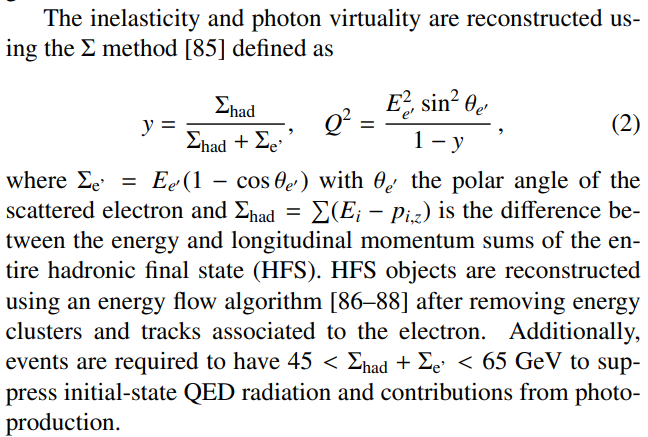 The inelasticity and photon virtuality are reconstructed us-
ing the Σ method [85] defined as
y = Σhad / (Σhad + Σe’), Q² = E²e′ sin² θe′ / (1 − y), (2)
where Σe’ = Ee′(1 − cos θe′) with θe′ the polar angle of the
scattered electron and Σhad = ∑(Ei − pi,z) is the difference be-
tween the energy and longitudinal momentum sums of the en-
tire hadronic final state (HFS). HFS objects are reconstructed
using an energy flow algorithm [86–88] after removing energy
clusters and tracks associated to the electron. Additionally,
events are required to have 45 < Σhad + Σe’ < 65 GeV to sup-
press initial-state QED radiation and contributions from photo-
production.